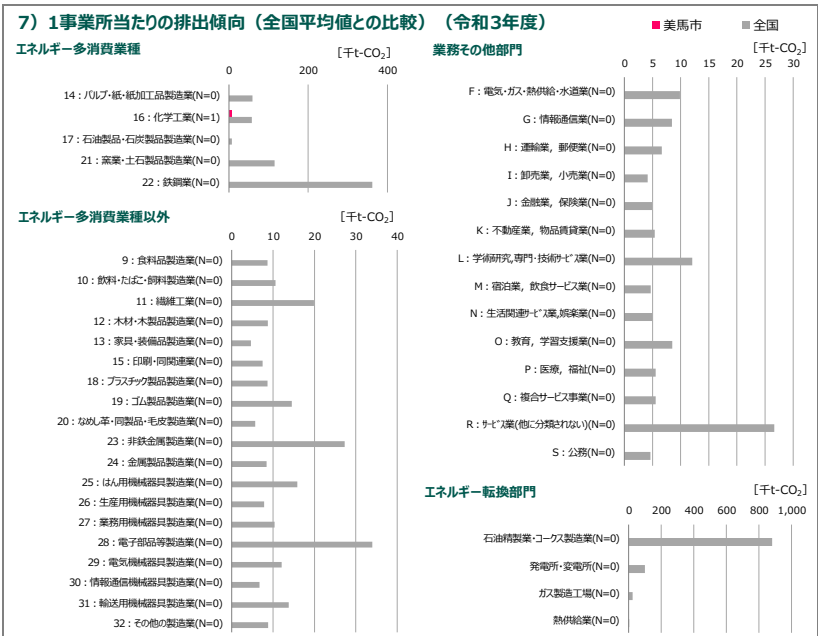 7）1事業所当たりの排出傾向（全国平均値との比較）（令和3年度）
美馬市
全国
エネルギー多消費業種
［千t-CO₂］
0 200 400
14：パルプ・紙・紙加工品製造業(N=0)
16：化学工業(N=1)
17：石油製品・石炭製品製造業(N=0)
21：窯業・土石製品製造業(N=0)
22：鉄鋼業(N=0)
エネルギー多消費業種以外
［千t-CO₂］
0 10 20 30 40
9：食料品製造業(N=0)
10：飲料・たばこ・飼料製造業(N=0)
11：繊維工業(N=0)
12：木材・木製品製造業(N=0)
13：家具・装備品製造業(N=0)
15：印刷・同関連業(N=0)
18：プラスチック製品製造業(N=0)
19：ゴム製品製造業(N=0)
20：なめし革・同製品・毛皮製造業(N=0)
23：非鉄金属製造業(N=0)
24：金属製品製造業(N=0)
25：はん用機械器具製造業(N=0)
26：生産用機械器具製造業(N=0)
27：業務用機械器具製造業(N=0)
28：電子部品等製造業(N=0)
29：電気機械器具製造業(N=0)
30：情報通信機械器具製造業(N=0)
31：輸送用機械器具製造業(N=0)
32：その他の製造業(N=0)
業務その他部門
［千t-CO₂］
0 5 10 15 20 25 30
F：電気・ガス・熱供給・水道業(N=0)
G：情報通信業(N=0)
H：運輸業，郵便業(N=0)
I：卸売業，小売業(N=0)
J：金融業，保険業(N=0)
K：不動産業，物品賃貸業(N=0)
L：学術研究,専門・技術ｻｰﾋﾞｽ業(N=0)
M：宿泊業，飲食サービス業(N=0)
N：生活関連ｻｰﾋﾞｽ業,娯楽業(N=0)
O：教育，学習支援業(N=0)
P：医療，福祉(N=0)
Q：複合サービス事業(N=0)
R：ｻｰﾋﾞｽ業(他に分類されない)(N=0)
S：公務(N=0)
エネルギー転換部門
［千t-CO₂］
0 200 400 600 800 1,000
石油精製業・コークス製造業(N=0)
発電所・変電所(N=0)
ガス製造工場(N=0)
熱供給業(N=0)